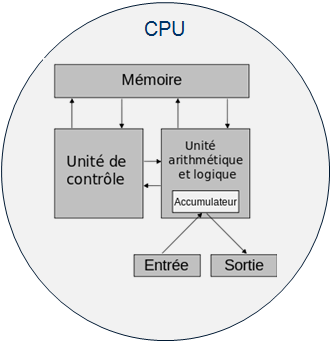 CPU
Mémoire
Unité de
contrôle
Unité
arithmétique
et logique
Accumulateur
Entrée
Sortie